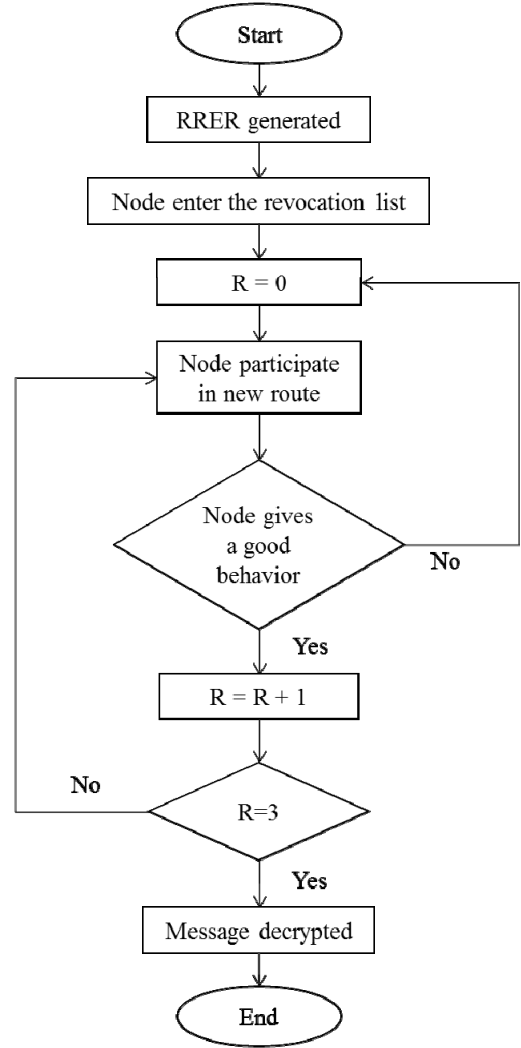 Start
RRER generated
Node enter the revocation list
R = 0
Node participate
in new route
Node gives
a good
behavior
No
Yes
R = R + 1
No
R=3
Yes
Message decrypted
End